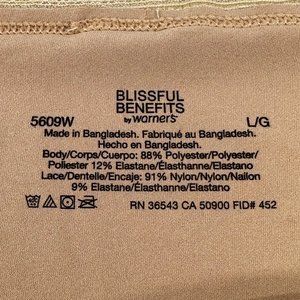 BLISSFUL
BENEFITS
5609W by warner's L/G
Made in Bangladesh. Fabriqué au Bangladesh.
Hecho en Bangladesh.
Body/Corps/Cuerpo: 88% Polyester/Polyester/
Poliester 12% Elastane/Élasthanne/Elastano
Lace/Dentelle/Encaje: 91% Nylon/Nylon/Nailon
9% Elastane/Élasthanne/Elastano
RN 36543 CA 50900 FID# 452